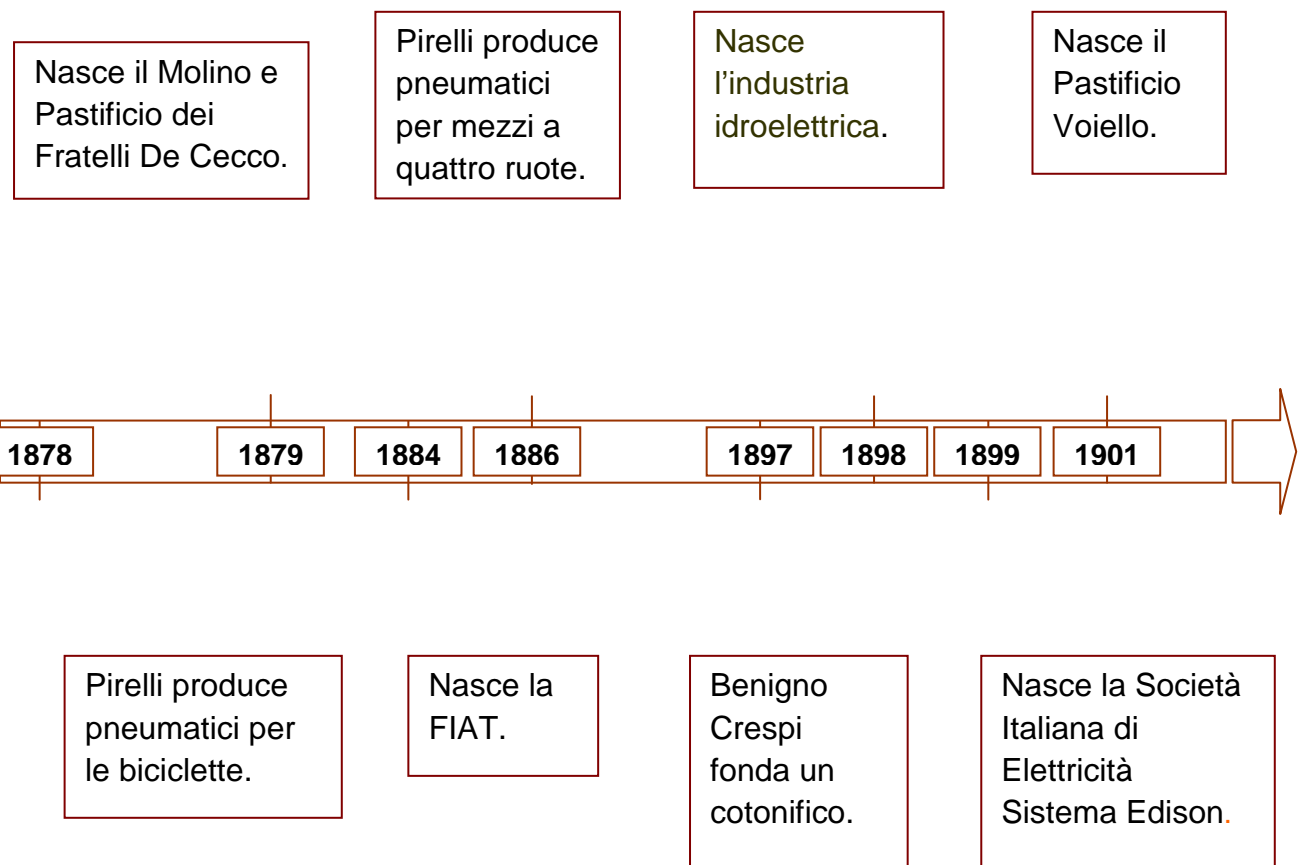 Nasce il Molino e
Pastificio dei
Fratelli De Cecco.
Pirelli produce
pneumatici
per mezzi a
quattro ruote.
Nasce
l’industria
idroelettrica.
Nasce il
Pastificio
Voiello.
1878
1879
1884
1886
1897
1898
1899
1901
Pirelli produce
pneumatici per
le biciclette.
Nasce la
FIAT.
Benigno
Crespi
fonda un
cotonifico.
Nasce la Società
Italiana di
Elettricità
Sistema Edison.